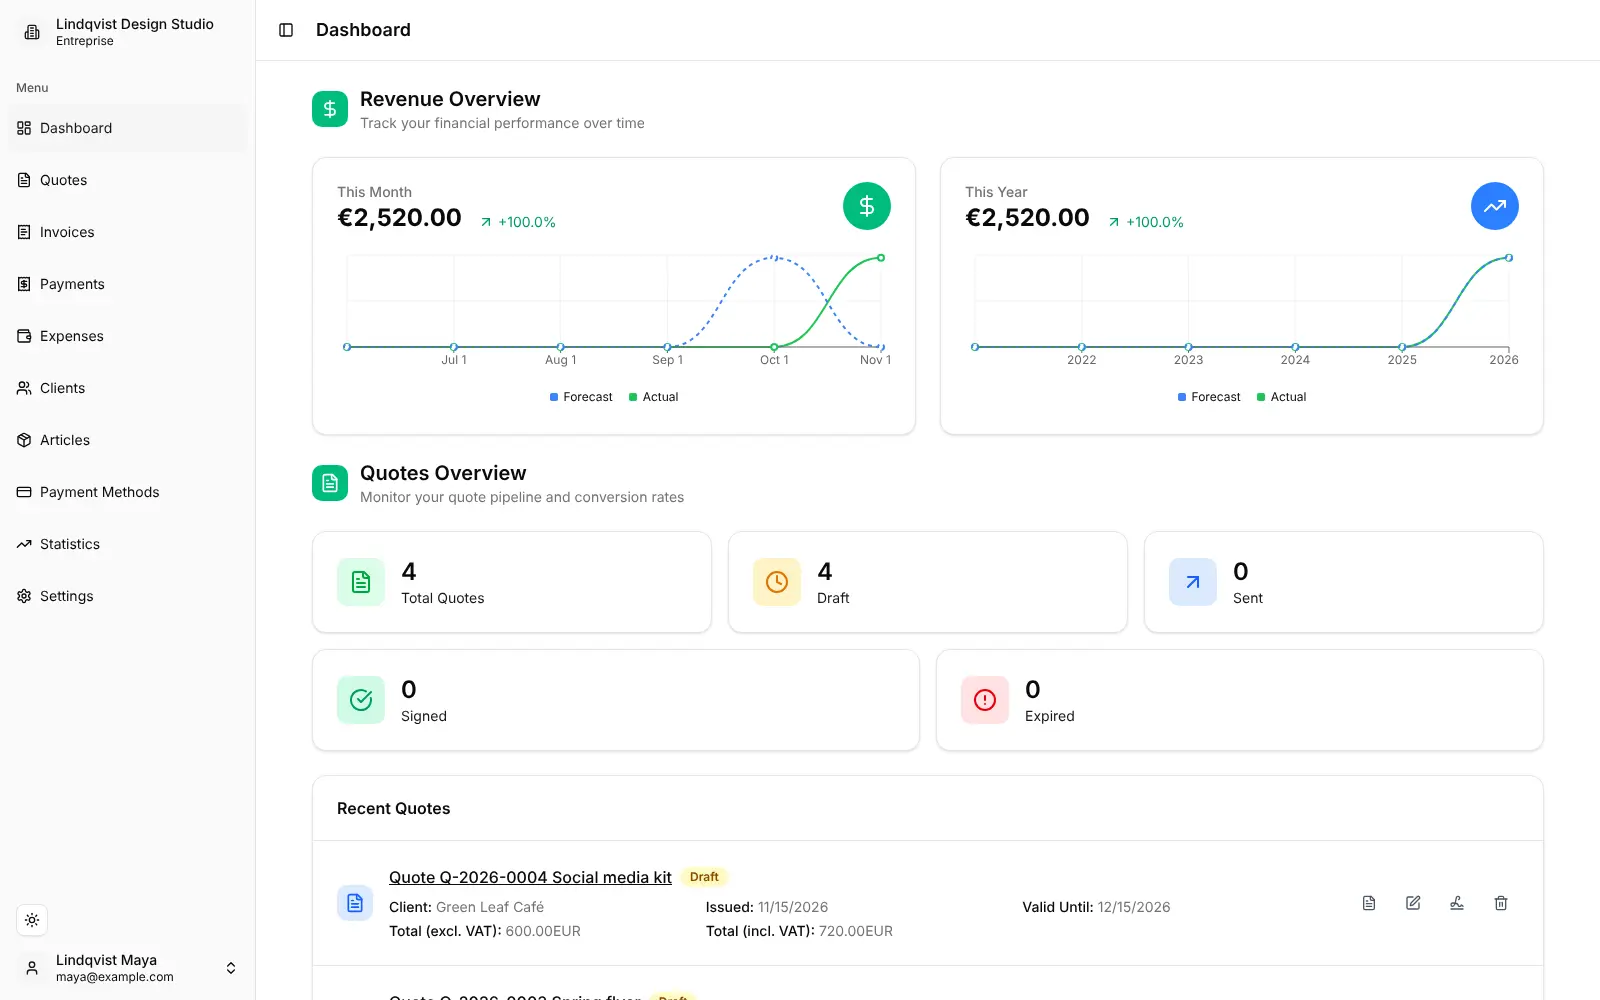 Lindqvist Design Studio
Entreprise
Menu
Dashboard
Quotes
Invoices
Payments
Expenses
Clients
Articles
Payment Methods
Statistics
Settings
Lindqvist Maya
maya@example.com
Dashboard
Revenue Overview
Track your financial performance over time
This Month
€2,520.00 +100.0%
Jul 1 Aug 1 Sep 1 Oct 1 Nov 1
Forecast Actual
This Year
€2,520.00 +100.0%
2022 2023 2024 2025 2026
Forecast Actual
Quotes Overview
Monitor your quote pipeline and conversion rates
4
Total Quotes
4
Draft
0
Sent
0
Signed
0
Expired
Recent Quotes
Quote Q-2026-0004 Social media kit Draft
Client: Green Leaf Café Issued: 11/15/2026 Valid Until: 12/15/2026
Total (excl. VAT): 600.00EUR Total (incl. VAT): 720.00EUR